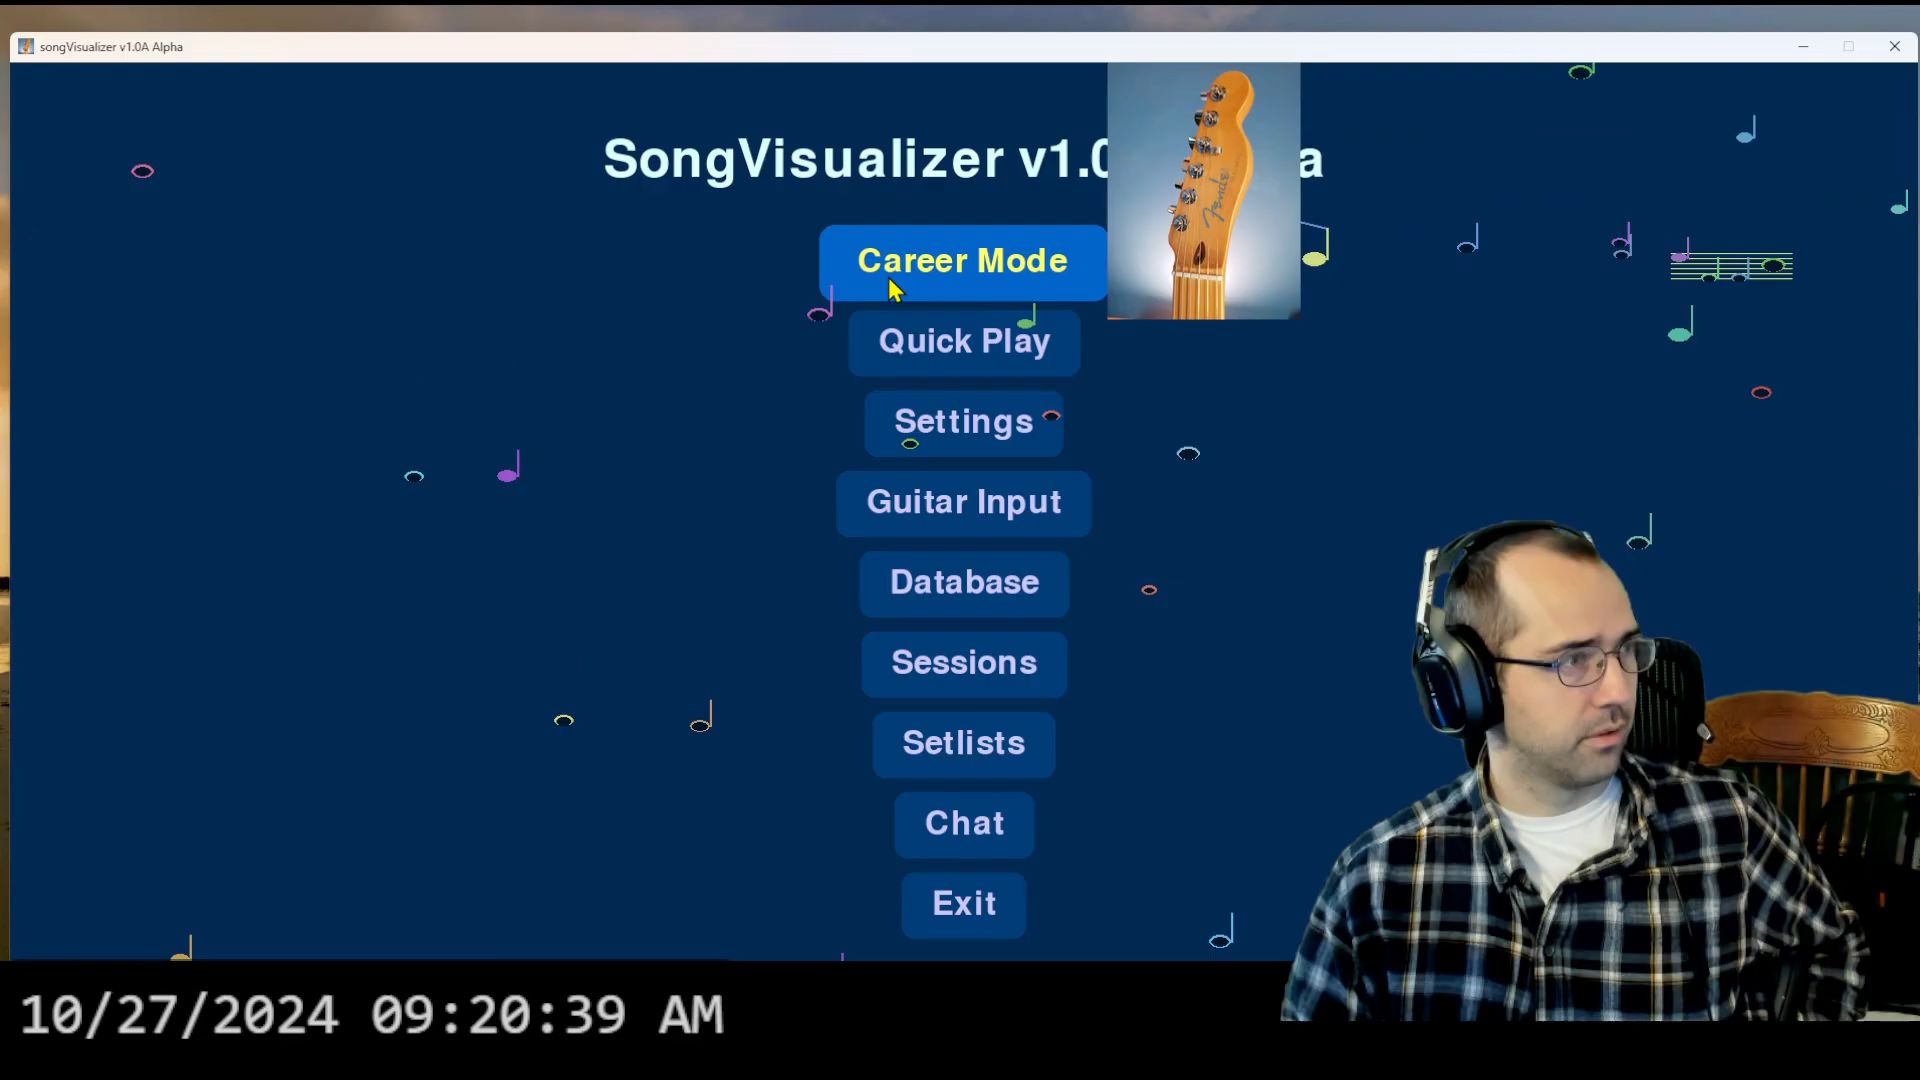 songVisualizer v1.0A Alpha
SongVisualizer v1.0
a
Fender
Career Mode
Quick Play
Settings
Guitar Input
Database
Sessions
Setlists
Chat
Exit
10/27/2024 09:20:39 AM